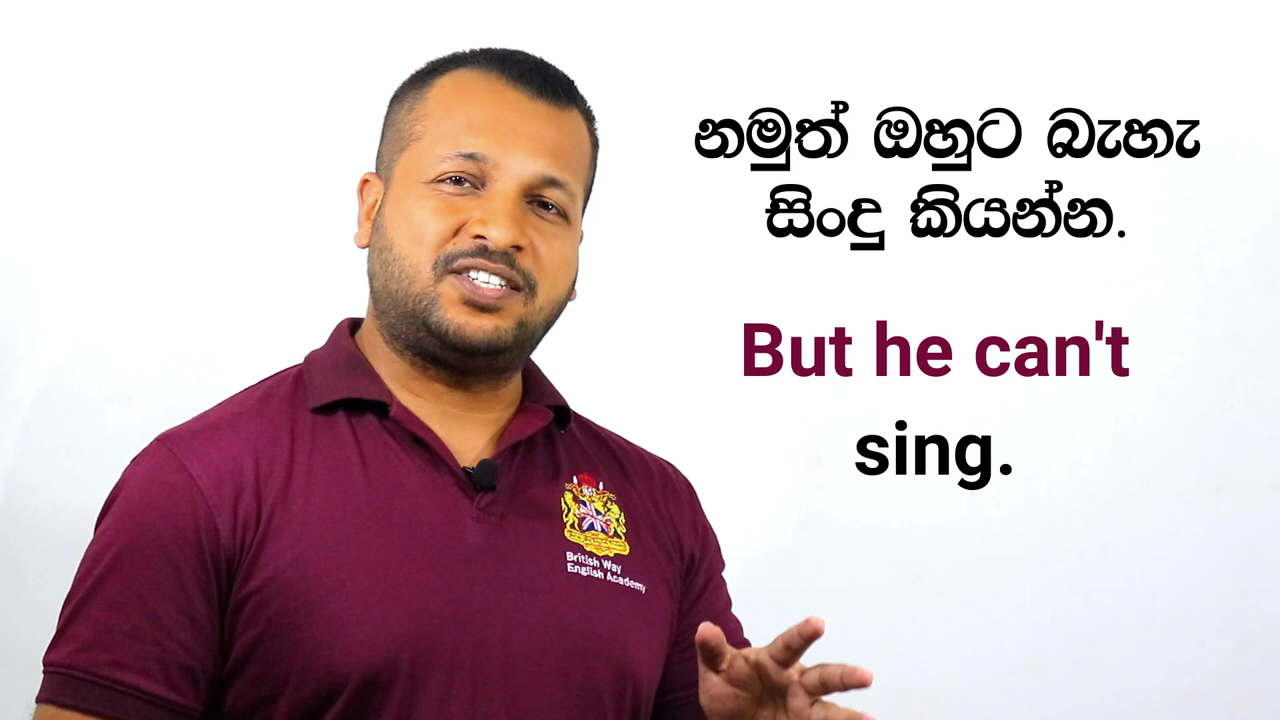 නමුත් ඔහුට බැහැ
සිංදු කියන්න.
But he can't
sing.
British Way
English Academy